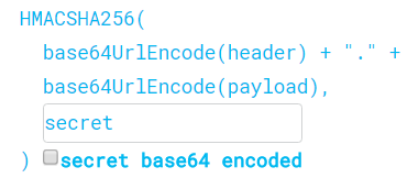 HMACSHA256(
base64UrlEncode(header) + "." +
base64UrlEncode(payload),
secret
) secret base64 encoded